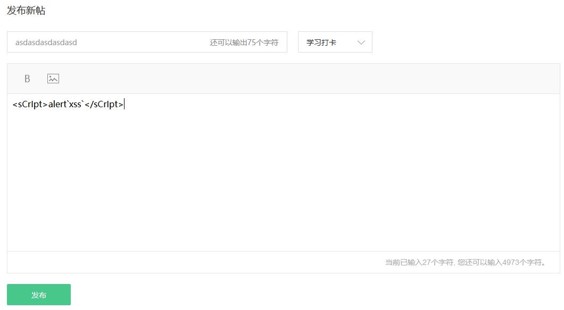 发布新帖
asdasdasdasdasd 还可以输出75个字符 学习打卡
B
<sCrIpt>alert`xss`</sCrIpt>
当前已输入27个字符, 您还可以输入4973个字符。
发布